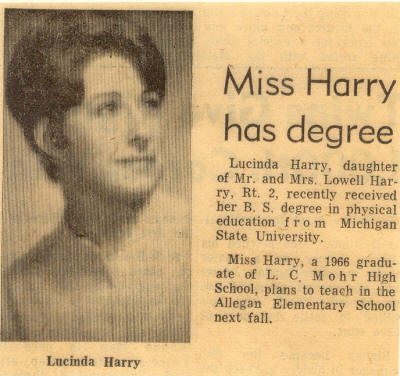 Miss Harry
has degree
Lucinda Harry, daughter
of Mr. and Mrs. Lowell Har-
ry, Rt. 2, recently received
her B. S. degree in physical
education from Michigan
State University.
Miss Harry, a 1966 gradu-
ate of L. C. Mohr High
School, plans to teach in the
Allegan Elementary School
next fall.
Lucinda Harry